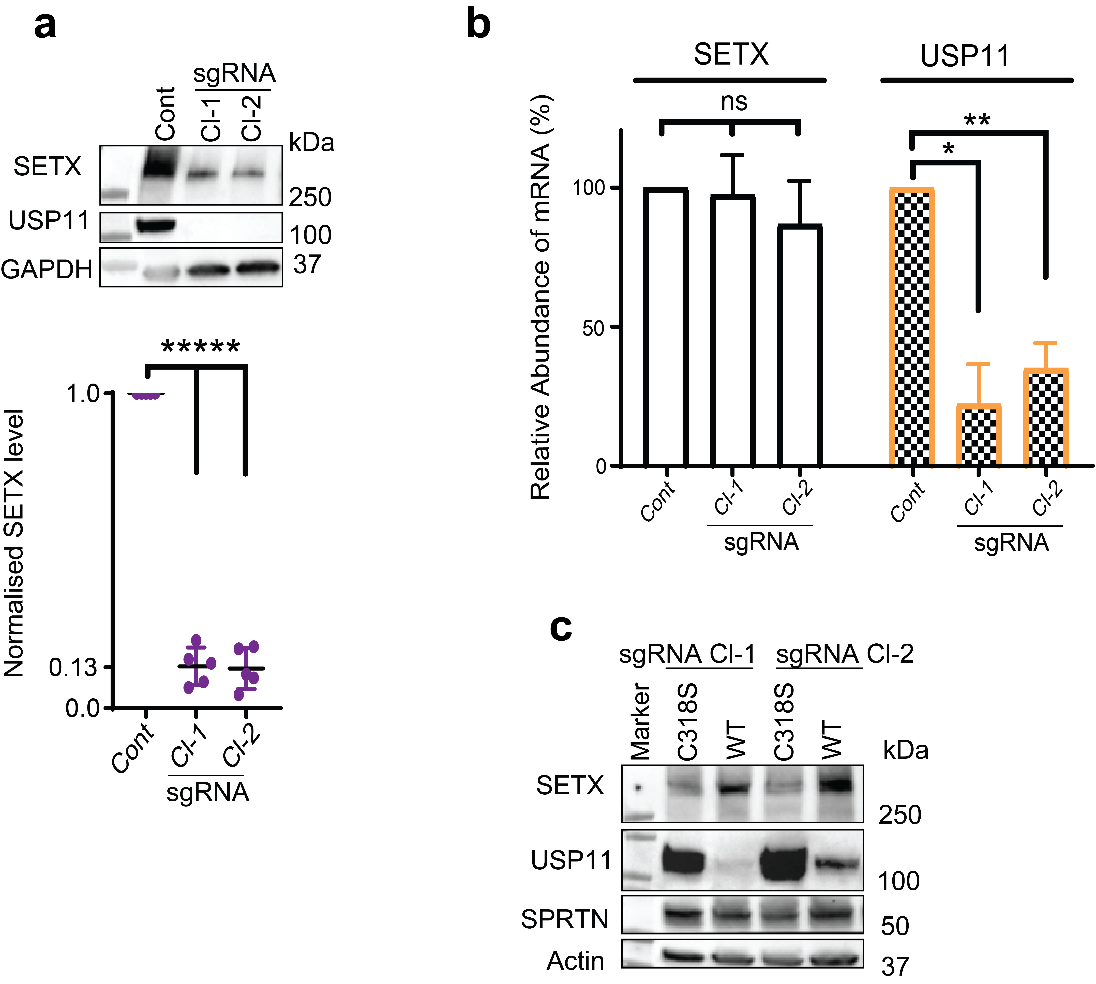 a
sgRNA
Cont Cl-1 Cl-2
kDa
SETX
250
USP11
100
GAPDH
37
*****
Normalised SETX level
1.0
0.13
0.0
Cont Cl-1 Cl-2
sgRNA
b
SETX USP11
ns
**
*
Relative Abundance of mRNA (%)
100
50
0
Cont Cl-1 Cl-2 Cont Cl-1 Cl-2
sgRNA sgRNA
c
sgRNA Cl-1 sgRNA Cl-2
Marker C318S WT C318S WT
kDa
SETX
250
USP11
100
SPRTN
50
Actin
37